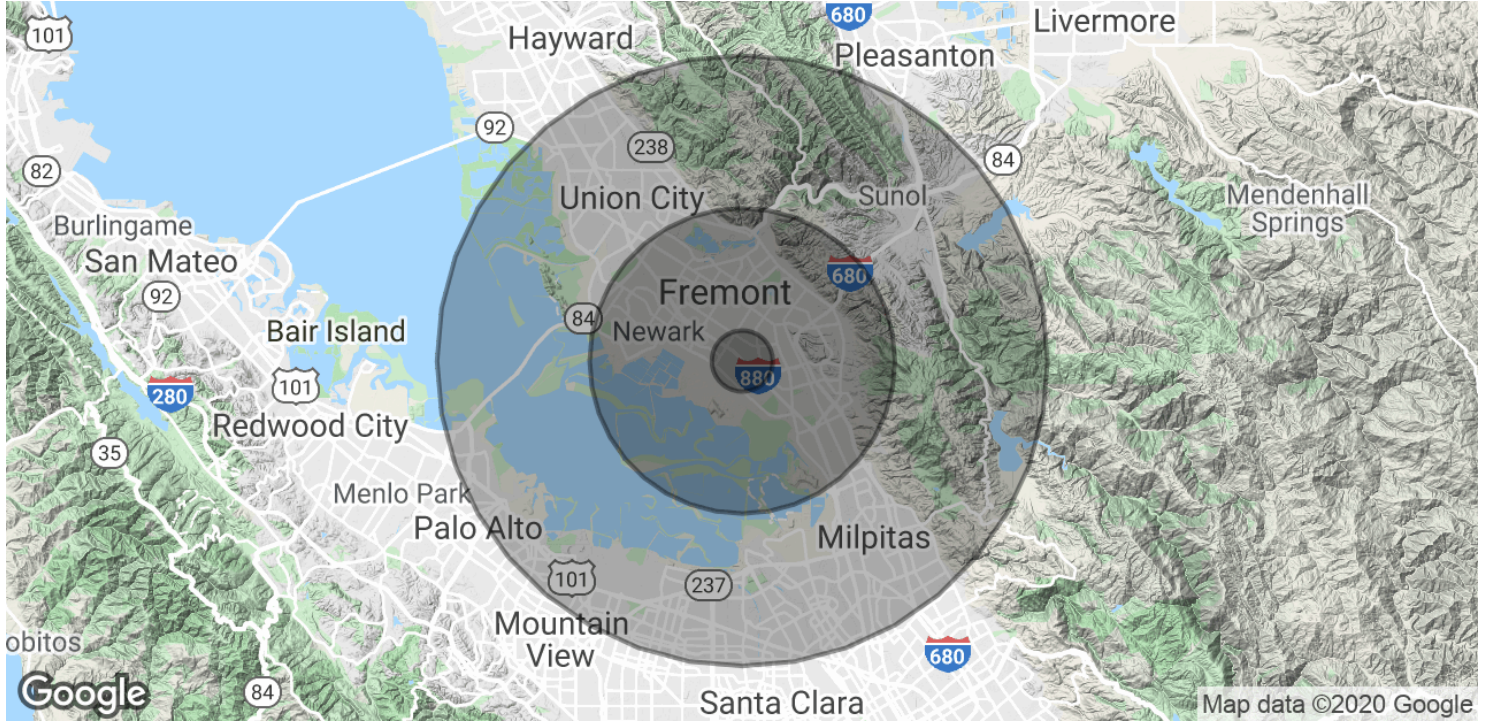 680
Livermore
101
Hayward
Pleasanton
92
238
84
82
Union City
Sunol
Mendenhall
Springs
Burlingame
San Mateo
680
92
Fremont
84
Newark
Bair Island
880
101
280
Redwood City
35
Menlo Park
Palo Alto
Milpitas
101
237
Mountain
View
obitos
680
84
Google
Santa Clara
Map data ©2020 Google